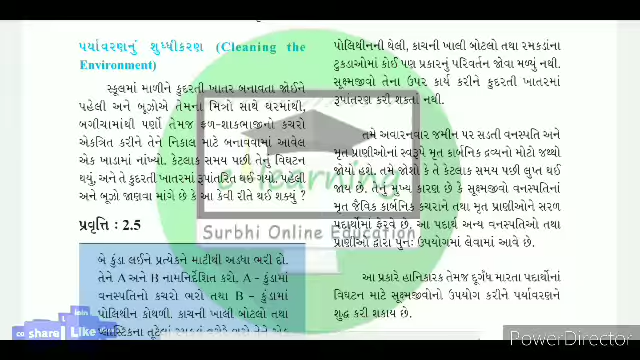 પર્યાવરણનું શુધ્ધીકરણ (Cleaning the
Environment)
સ્કૂલમાં માળીને કુદરતી ખાતર બનાવતા જોઈને
પહેલી અને બૂઝોએ તેમના મિત્રો સાથે ઘરમાંથી,
બગીચામાંથી પર્ણો તેમજ ફળ-શાકભાજીનો કચરો
એકત્રિત કરીને તેને નિકાલ માટે બનાવવામાં આવેલ
એક ખાડામાં નાંખ્યો. કેટલાક સમય પછી તેનું વિઘટન
થયું, અને તે કુદરતી ખાતરમાં રૂપાંતરિત થઈ ગયો. પહેલી
અને બૂઝો જાણવા માંગે છે કે આ કેવી રીતે થઈ શક્યું ?
પ્રવૃત્તિ : 2.5
બે કુંડા લઈને પ્રત્યેકને માટીથી અડધા ભરી દો.
તેને A અને B નામનિર્દેશિત કરો, A - કુંડામાં
વનસ્પતિનો કચરો ભરો તથા B - કુંડામાં
પોલિથીન કોથળી, કાચની ખાલી બોટલો તથા
પ્લાસ્ટિકના તૂટેલાં
પોલિથીનની થેલી, કાચની ખાલી બોટલો તથા રમકડાંના
ટુકડાઓમાં કોઈ પણ પ્રકારનું પરિવર્તન જોવા મળ્યું નથી.
સૂક્ષ્મજીવો તેના ઉપર કાર્ય કરીને કુદરતી ખાતરમાં
રૂપાંતરણ કરી શક્તા નથી.
તમે અવારનવાર જમીન પર સડતી વનસ્પતિ અને
મૃત પ્રાણીઓનાં સ્વરૂપે મૃત કાર્બનિક દ્રવ્યનો મોટો જથ્થો
જોયો હશે. તમે જોશો કે તે કેટલાક સમય પછી લુપ્ત થઈ
જાય છે. તેનું મુખ્ય કારણ છે કે સૂક્ષ્મજીવો વનસ્પતિનાં
મૃત જૈવિક કાર્બનિક કચરાને તથા મૃત પ્રાણીઓને સરળ
પદાર્થોમાં ફેરવે છે. આ પદાર્થ અન્ય વનસ્પતિઓ તથા
પ્રાણીઓ દ્વારા પુનઃ ઉપયોગમાં લેવામાં આવે છે.
આ પ્રકારે હાનિકારક તેમજ દુર્ગંધ મારતા પદાર્થોનાં
વિઘટન માટે સૂક્ષ્મજીવોનો ઉપયોગ કરીને પર્યાવરણને
શુદ્ધ કરી શકાય છે.
e-learning
Surbhi Online Education
join
share
Like
PowerDirector